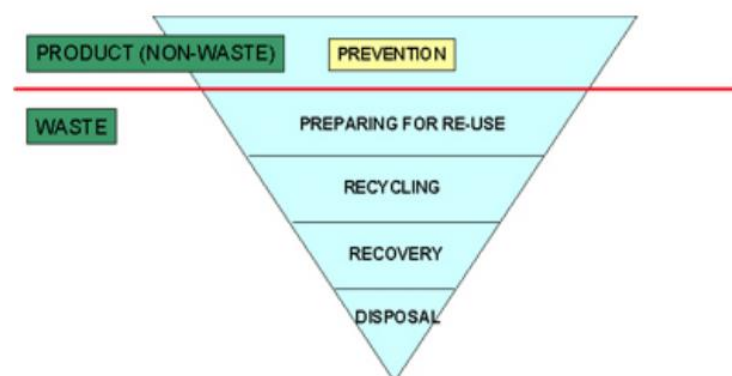 PRODUCT (NON-WASTE)
PREVENTION
WASTE
PREPARING FOR RE-USE
RECYCLING
RECOVERY
DISPOSAL